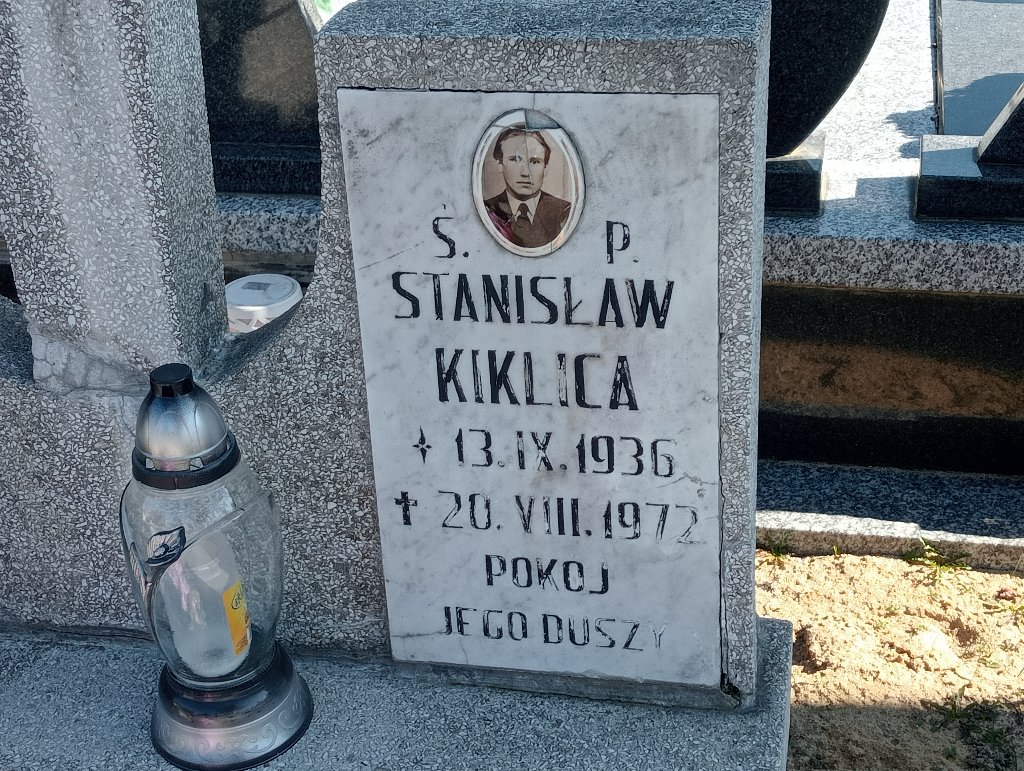 Ś. P.
STANISŁAW
KIKLICA
13. IX. 1936
20. VIII. 1972
POKOJ
JEGO DUSZY